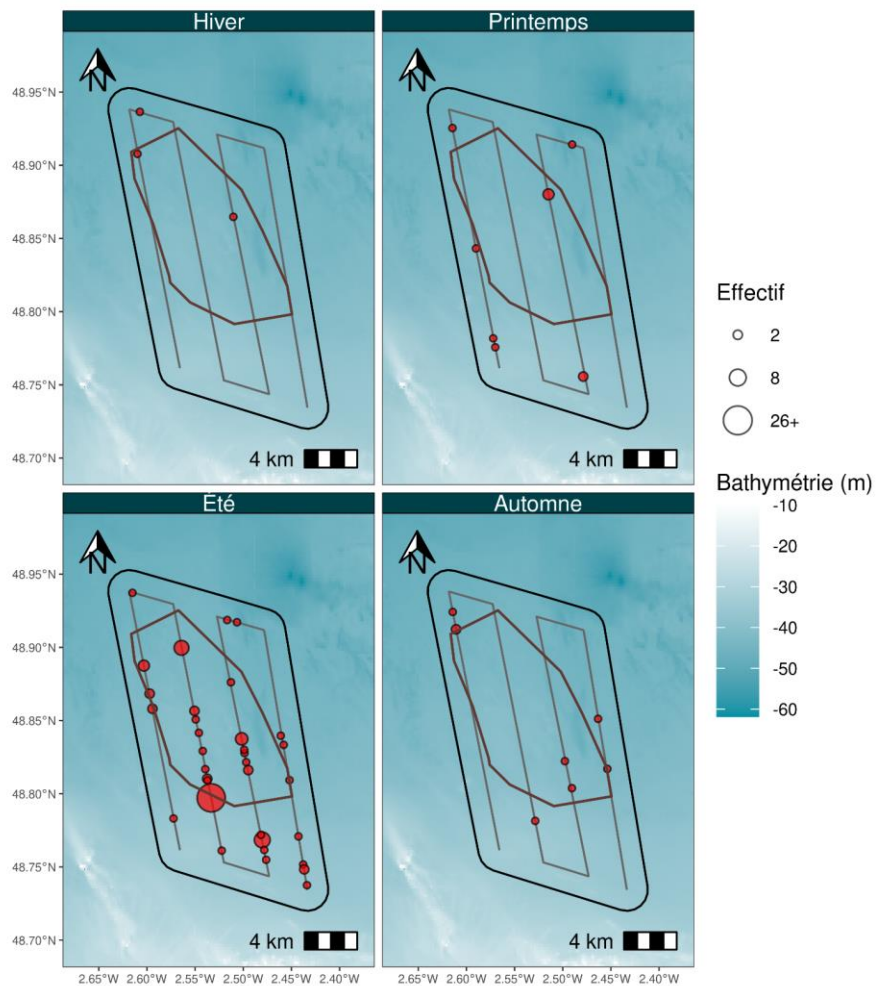 Hiver
Printemps
N
N
48.95°N
48.90°N
48.85°N
48.80°N
48.75°N
48.70°N
4 km
4 km
Effectif
2
8
26+
Bathymétrie (m)
-10
-20
-30
-40
-50
-60
Été
Automne
N
N
48.95°N
48.90°N
48.85°N
48.80°N
48.75°N
48.70°N
4 km
4 km
2.65°W 2.60°W 2.55°W 2.50°W 2.45°W 2.40°W
2.65°W 2.60°W 2.55°W 2.50°W 2.45°W 2.40°W